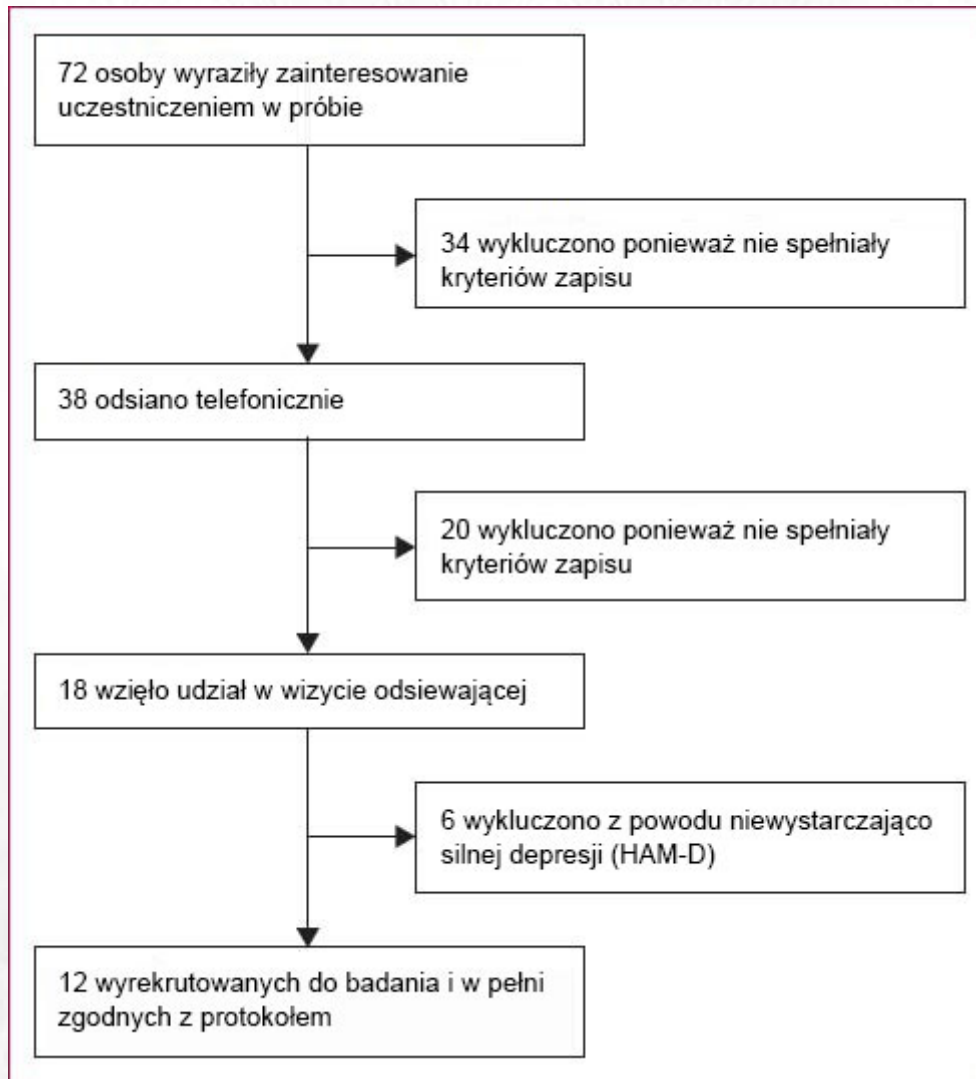 72 osoby wyraziły zainteresowanie
uczestniczeniem w próbie
34 wykluczono ponieważ nie spełniały
kryteriów zapisu
38 odsiano telefonicznie
20 wykluczono ponieważ nie spełniały
kryteriów zapisu
18 wzięło udział w wizycie odsiewającej
6 wykluczono z powodu niewystarczająco
silnej depresji (HAM-D)
12 wyrekrutowanych do badania i w pełni
zgodnych z protokołem